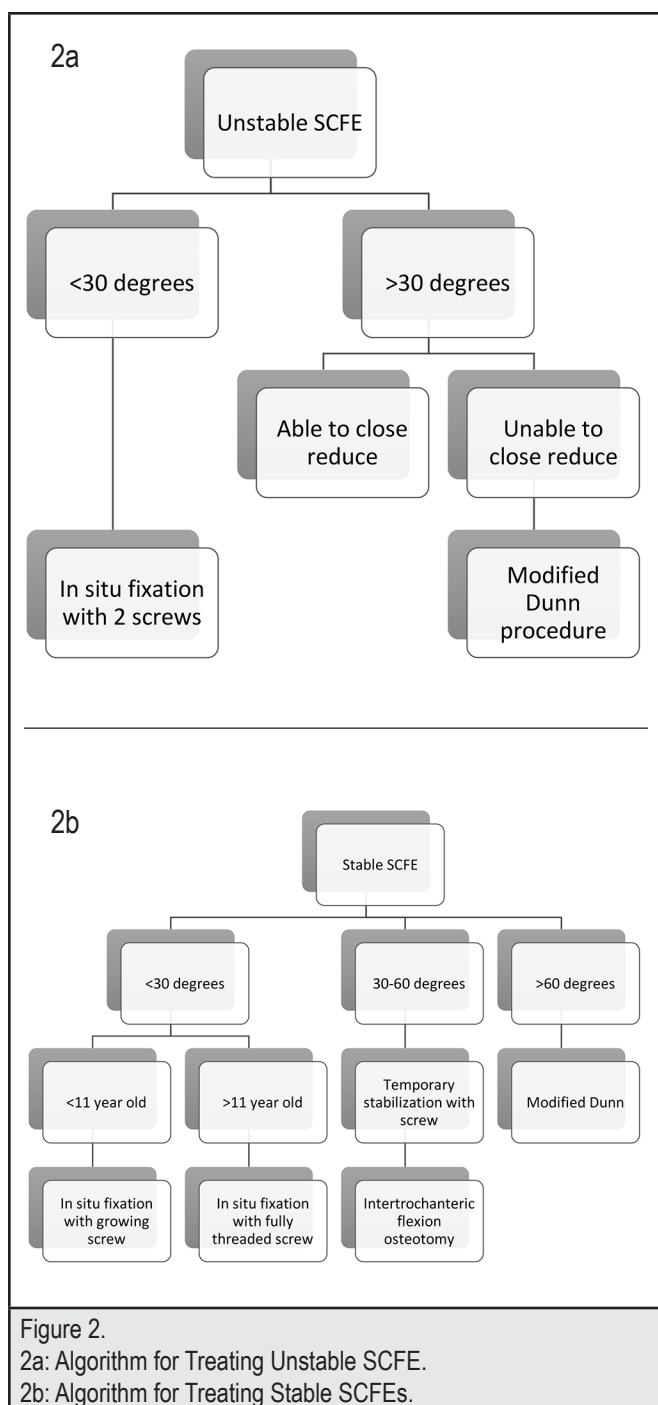 2a
Unstable SCFE
<30 degrees
>30 degrees
Able to close
reduce
Unable to
close reduce
In situ fixation
with 2 screws
Modified
Dunn
procedure
2b
Stable SCFE
<30 degrees
30-60 degrees
>60 degrees
<11 year old
>11 year old
Temporary
stabilization with
screw
Modified Dunn
In situ fixation
with growing
screw
In situ fixation
with fully
threaded screw
Intertrochanteric
flexion
osteotomy
Figure 2.
2a: Algorithm for Treating Unstable SCFE.
2b: Algorithm for Treating Stable SCFEs.